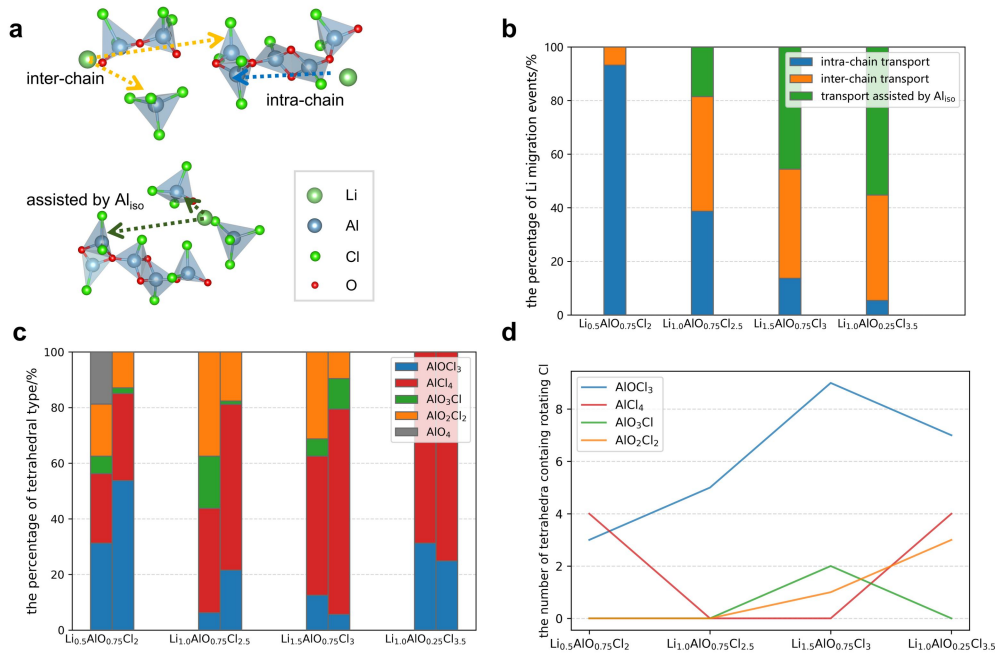 a
inter-chain
intra-chain
assisted by Al_iso
Li
Al
Cl
O
b
the percentage of Li migration events/%
100
80
60
40
20
0
intra-chain transport
inter-chain transport
transport assisted by Al_iso
Li₀.₅AlO₀.₇₅Cl₂
Li₁.₀AlO₀.₇₅Cl₂.₅
Li₁.₅AlO₀.₇₅Cl₃
Li₁.₀AlO₀.₂₅Cl₃.₅
c
the percentage of tetrahedral type/%
100
80
60
40
20
0
AlOCl₃
AlCl₄
AlO₃Cl
AlO₂Cl₂
AlO₄
Li₀.₅AlO₀.₇₅Cl₂
Li₁.₀AlO₀.₇₅Cl₂.₅
Li₁.₅AlO₀.₇₅Cl₃
Li₁.₀AlO₀.₂₅Cl₃.₅
d
the number of tetrahedra containg rotating Cl
8
6
4
2
0
AlOCl₃
AlCl₄
AlO₃Cl
AlO₂Cl₂
Li₀.₅AlO₀.₇₅Cl₂
Li₁.₀AlO₀.₇₅Cl₂.₅
Li₁.₅AlO₀.₇₅Cl₃
Li₁.₀AlO₀.₂₅Cl₃.₅